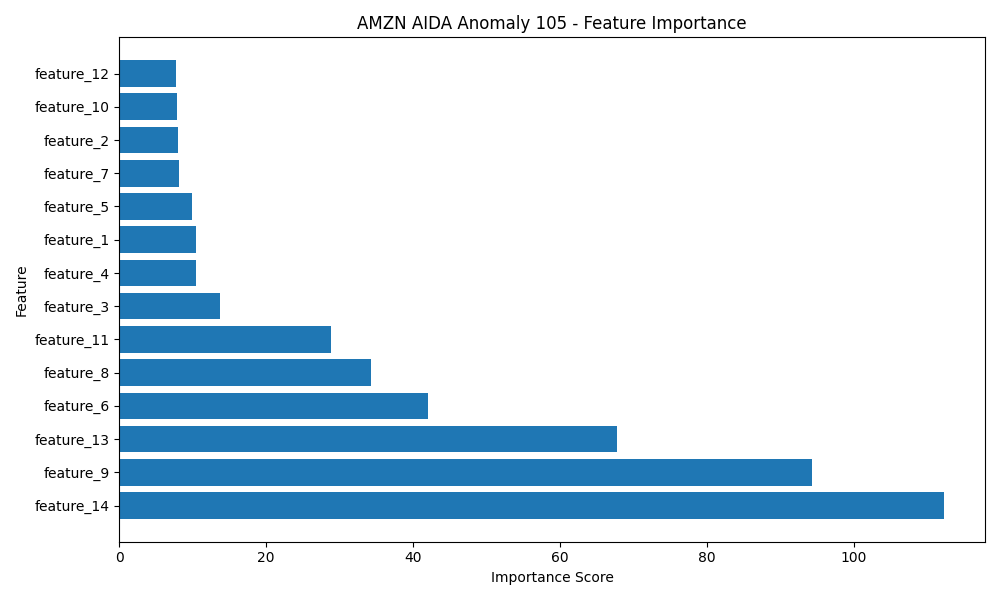 AMZN AIDA Anomaly 105 - Feature Importance
Feature
feature_12
feature_10
feature_2
feature_7
feature_5
feature_1
feature_4
feature_3
feature_11
feature_8
feature_6
feature_13
feature_9
feature_14
0 20 40 60 80 100
Importance Score